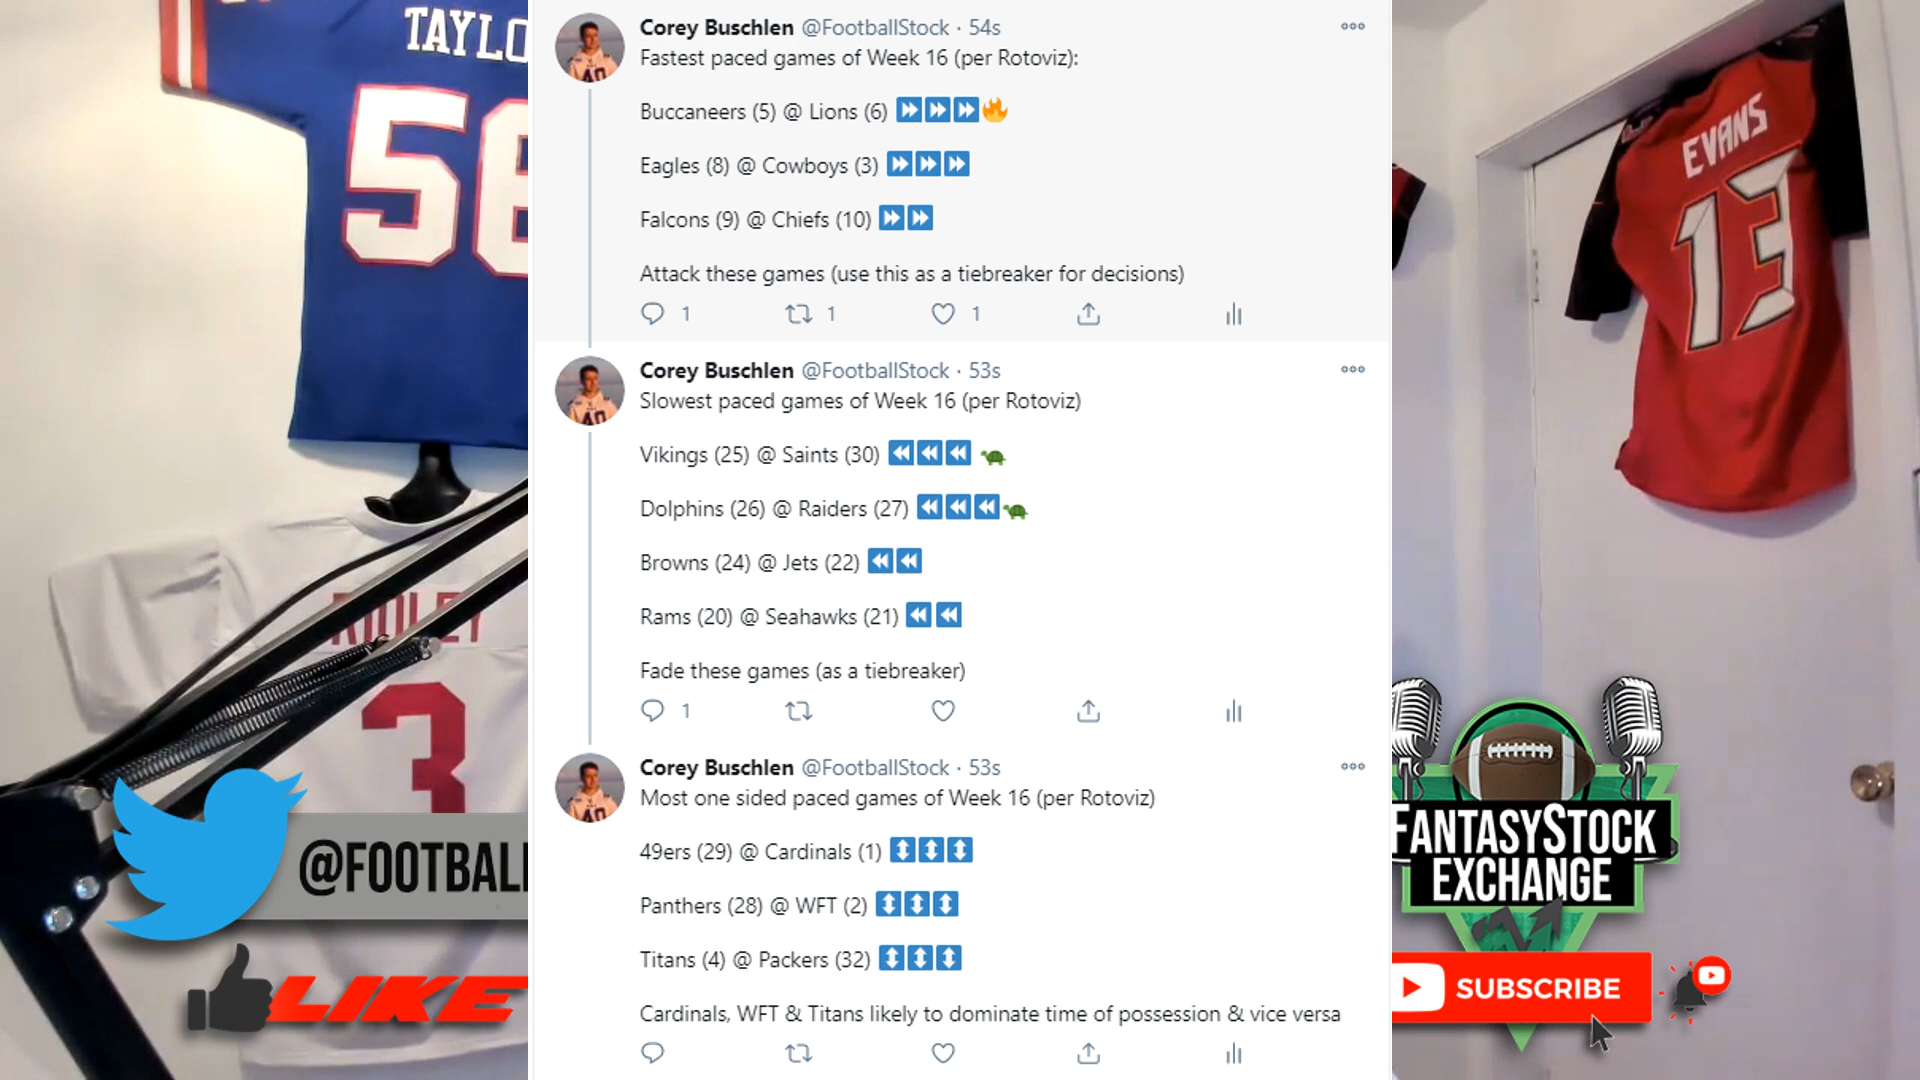 TAYLO
56
RIDLEY
3
@FOOTBALL
LIKE
Corey Buschlen @FootballStock · 54s
Fastest paced games of Week 16 (per Rotoviz):
Buccaneers (5) @ Lions (6) ⏩⏩⏩🔥
Eagles (8) @ Cowboys (3) ⏩⏩⏩
Falcons (9) @ Chiefs (10) ⏩⏩
Attack these games (use this as a tiebreaker for decisions)
1 1 1
Corey Buschlen @FootballStock · 53s
Slowest paced games of Week 16 (per Rotoviz)
Vikings (25) @ Saints (30) ⏪⏪⏪ 🐢
Dolphins (26) @ Raiders (27) ⏪⏪⏪🐢
Browns (24) @ Jets (22) ⏪⏪
Rams (20) @ Seahawks (21) ⏪⏪
Fade these games (as a tiebreaker)
1
Corey Buschlen @FootballStock · 53s
Most one sided paced games of Week 16 (per Rotoviz)
49ers (29) @ Cardinals (1) ↕️↕️↕️
Panthers (28) @ WFT (2) ↕️↕️↕️
Titans (4) @ Packers (32) ↕️↕️↕️
Cardinals, WFT & Titans likely to dominate time of possession & vice versa
EVANS
13
FANTASYSTOCK
EXCHANGE
SUBSCRIBE